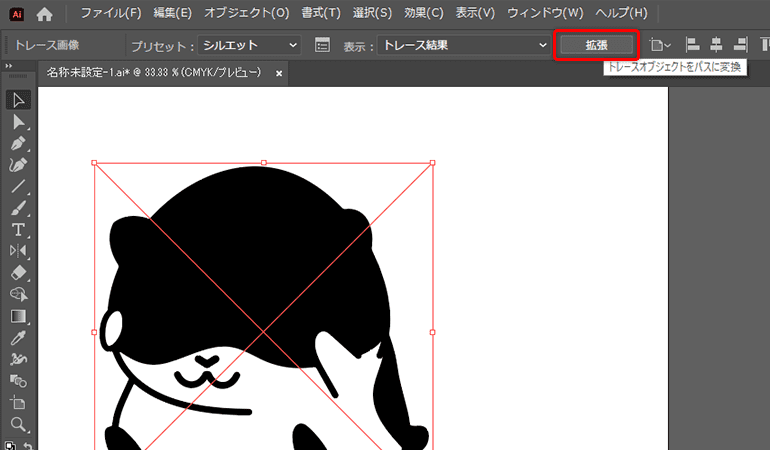 Ai ファイル(F) 編集(E) オブジェクト(O) 書式(T) 選択(S) 効果(C) 表示(V) ウィンドウ(W) ヘルプ(H)
トレース画像 プリセット： シルエット 表示： トレース結果 拡張
トレースオブジェクトをパスに変換
名称未設定-1.ai* @ 33.33 % (CMYK/プレビュー) ×